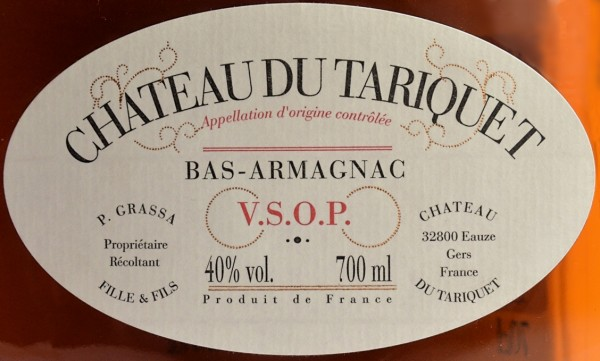 CHATEAU DU TARIQUET
Appellation d'origine contrôlée
BAS-ARMAGNAC
V.S.O.P.
P. GRASSA
Propriétaire
Récoltant
FILLE & FILS
40% vol. 700 ml
Produit de France
CHATEAU
32800 Eauze
Gers
France
DU TARIQUET